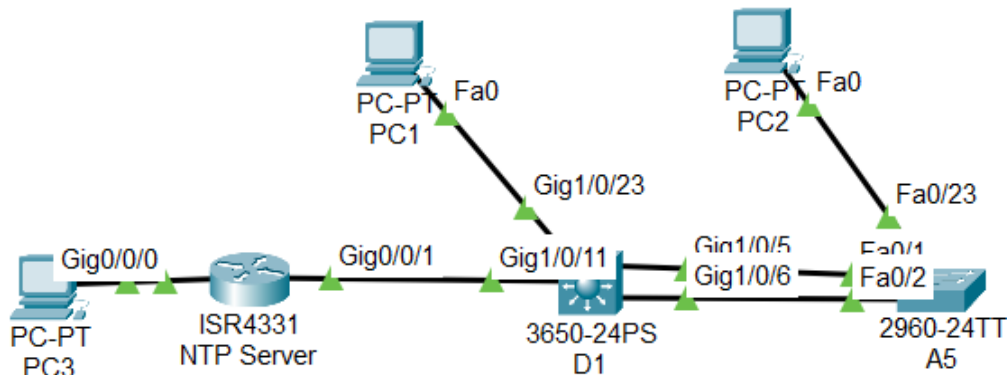 PC-PT
PC1
Fa0
PC-PT
PC2
Fa0
Gig1/0/23
Fa0/23
Gig0/0/0
Gig0/0/1
Gig1/0/11
Gig1/0/5
Fa0/1
Gig1/0/6
Fa0/2
PC-PT
PC3
ISR4331
NTP Server
3650-24PS
D1
2960-24TT
A5